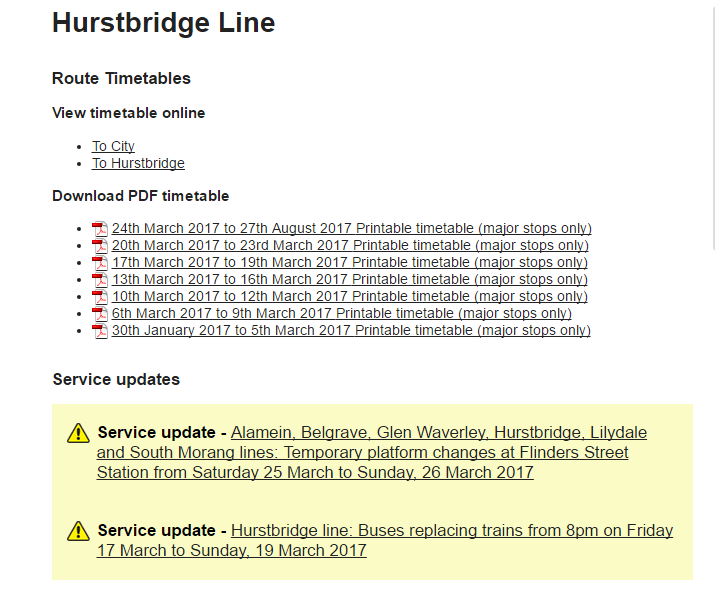 Hurstbridge Line
Route Timetables
View timetable online
To City
To Hurstbridge
Download PDF timetable
24th March 2017 to 27th August 2017 Printable timetable (major stops only)
20th March 2017 to 23rd March 2017 Printable timetable (major stops only)
17th March 2017 to 19th March 2017 Printable timetable (major stops only)
13th March 2017 to 16th March 2017 Printable timetable (major stops only)
10th March 2017 to 12th March 2017 Printable timetable (major stops only)
6th March 2017 to 9th March 2017 Printable timetable (major stops only)
30th January 2017 to 5th March 2017 Printable timetable (major stops only)
Service updates
Service update - Alamein, Belgrave, Glen Waverley, Hurstbridge, Lilydale
and South Morang lines: Temporary platform changes at Flinders Street
Station from Saturday 25 March to Sunday, 26 March 2017
Service update - Hurstbridge line: Buses replacing trains from 8pm on Friday
17 March to Sunday, 19 March 2017